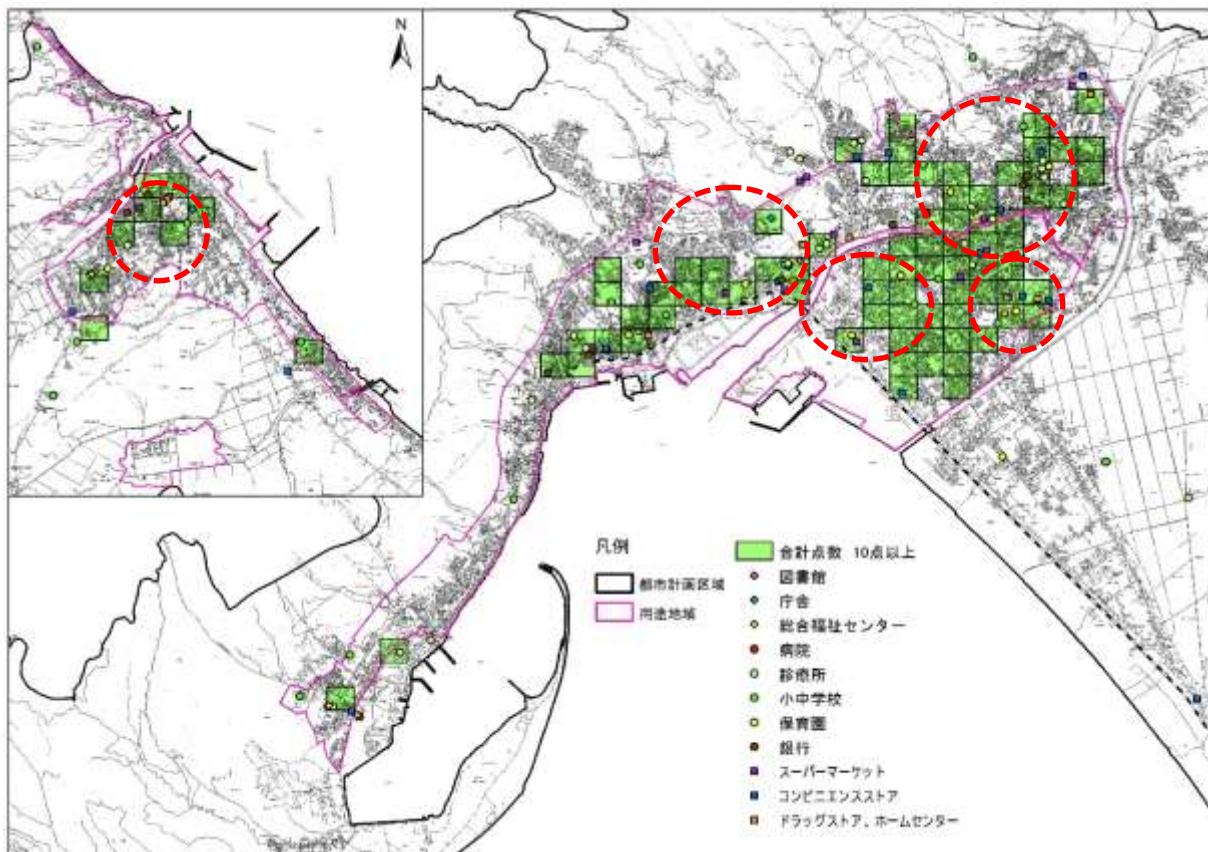 N
凡例
都市計画区域
用途地域
合計点数 10点以上
図書館
庁舎
総合福祉センター
病院
診療所
小中学校
保育園
銀行
スーパーマーケット
コンビニエンスストア
ドラッグストア、ホームセンター